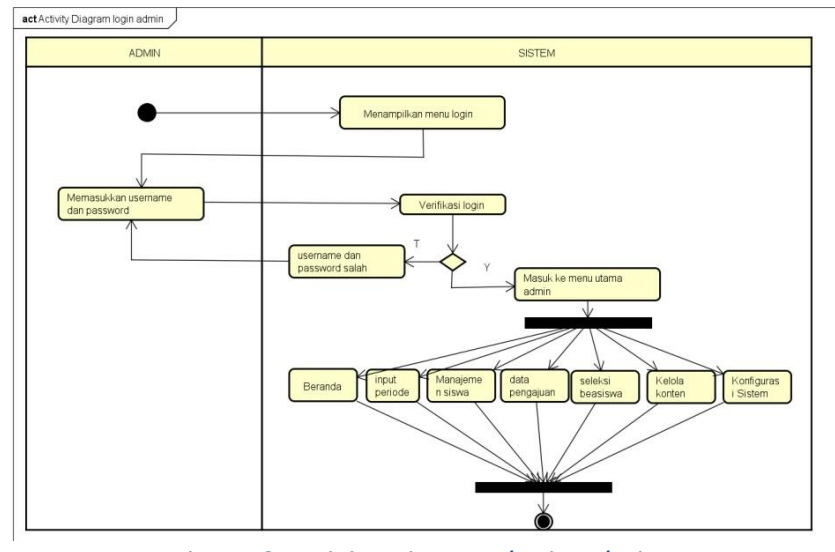 act Activity Diagram login admin
ADMIN
SISTEM
Menampilkan menu login
Memasukkan username
dan password
Verifikasi login
T
username dan
password salah
Y
Masuk ke menu utama
admin
Beranda
input
periode
Manajeme
n siswa
data
pengajuan
seleksi
beasiswa
Kelola
konten
Konfiguras
i Sistem